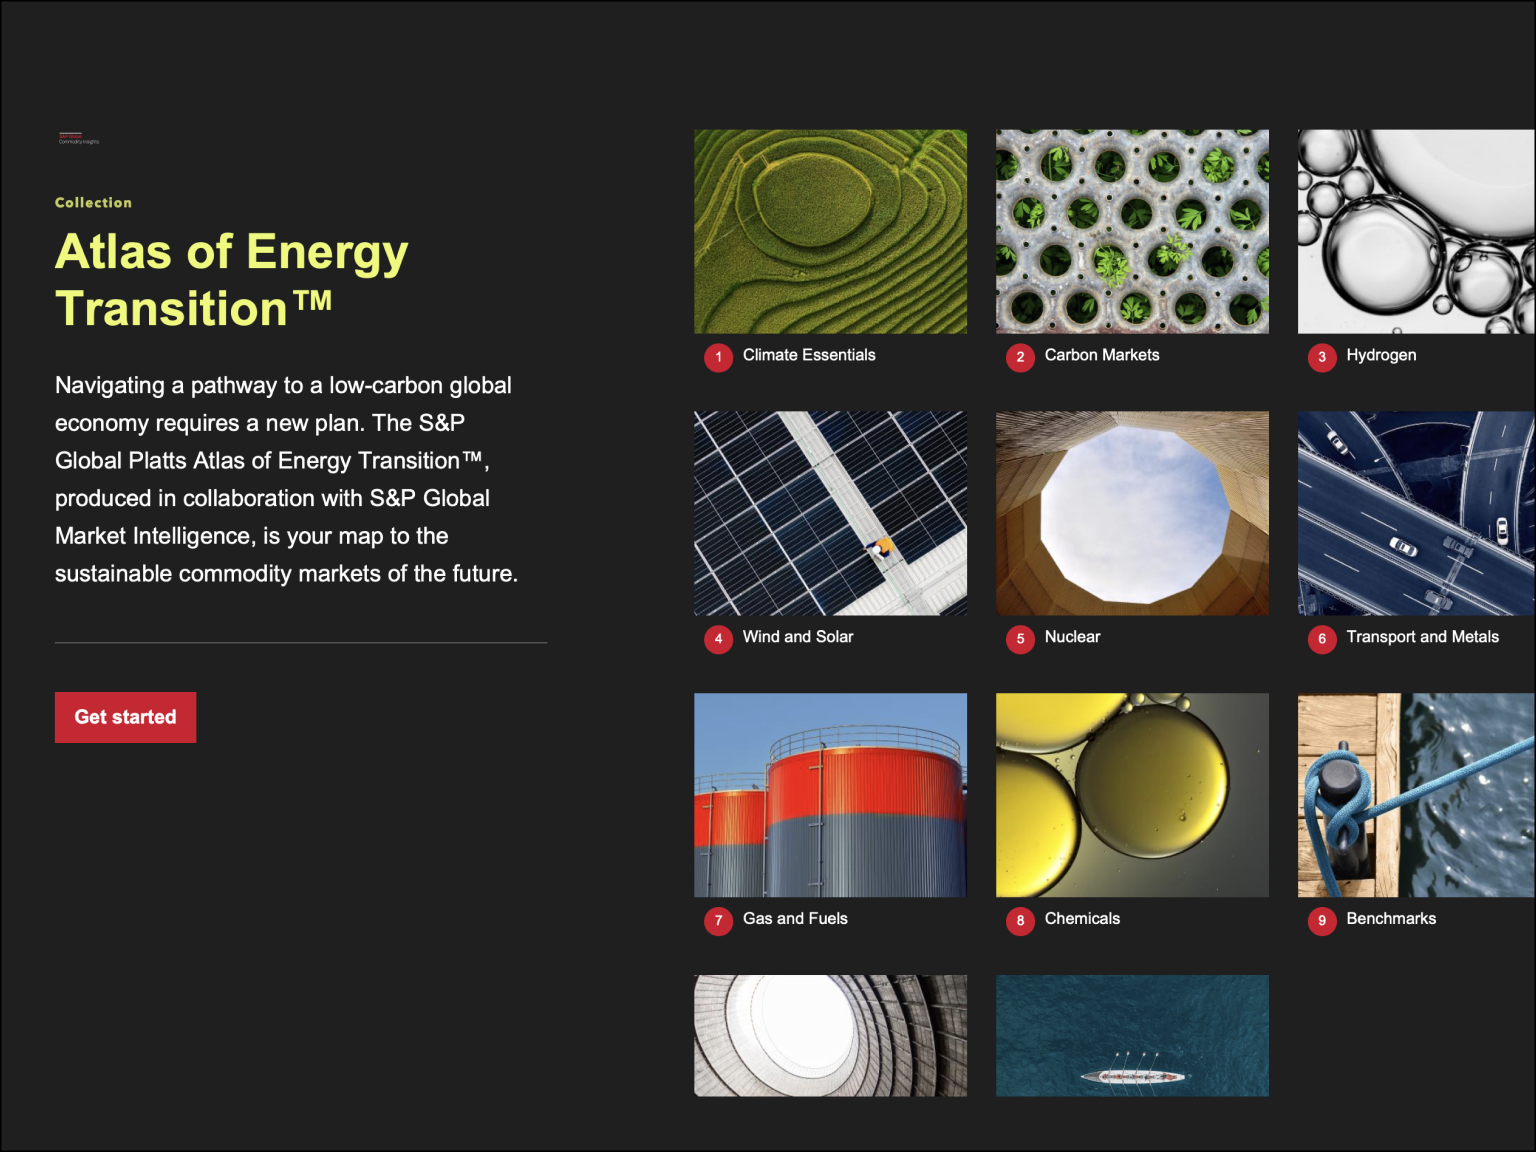 S&P Global
Commodity Insights
Collection
Atlas of Energy
Transition™
Navigating a pathway to a low-carbon global
economy requires a new plan. The S&P
Global Platts Atlas of Energy Transition™,
produced in collaboration with S&P Global
Market Intelligence, is your map to the
sustainable commodity markets of the future.
Get started
1 Climate Essentials
2 Carbon Markets
3 Hydrogen
4 Wind and Solar
5 Nuclear
6 Transport and Metals
7 Gas and Fuels
8 Chemicals
9 Benchmarks